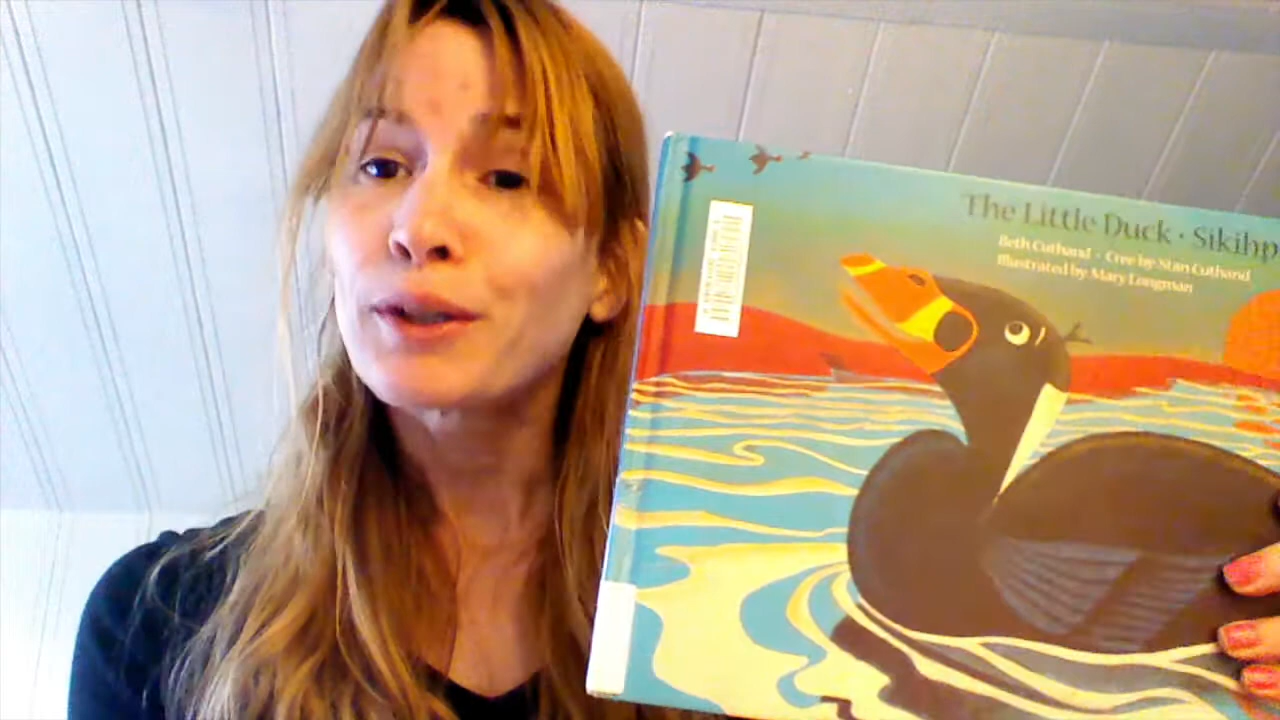 The Little Duck · Sikihp
Beth Cuthand · Cree by Stan Cuthand
Illustrated by Mary Longman